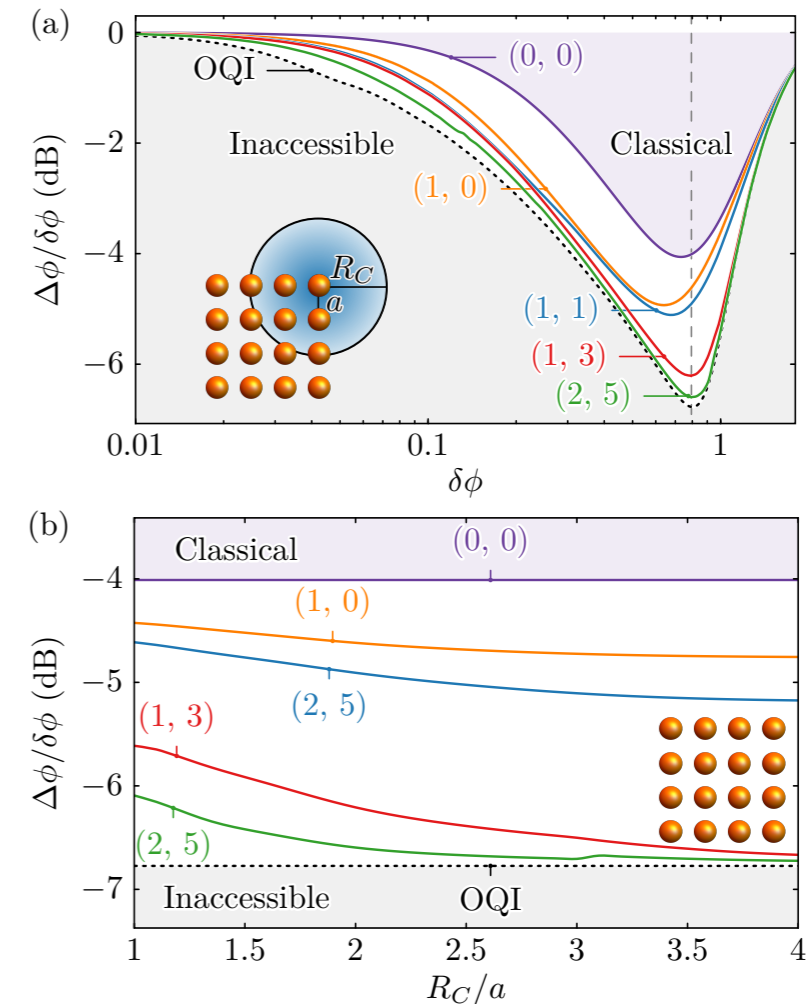 (a)
0
−2
−4
−6
Δϕ/δϕ (dB)
OQI
(0, 0)
Inaccessible
Classical
(1, 0)
R_C
a
(1, 1)
(1, 3)
(2, 5)
0.01
0.1
1
δϕ
(b)
Classical
(0, 0)
−4
(1, 0)
−5
(2, 5)
(1, 3)
Δϕ/δϕ (dB)
−6
(2, 5)
−7
Inaccessible
OQI
1
1.5
2
2.5
3
3.5
4
R_C/a